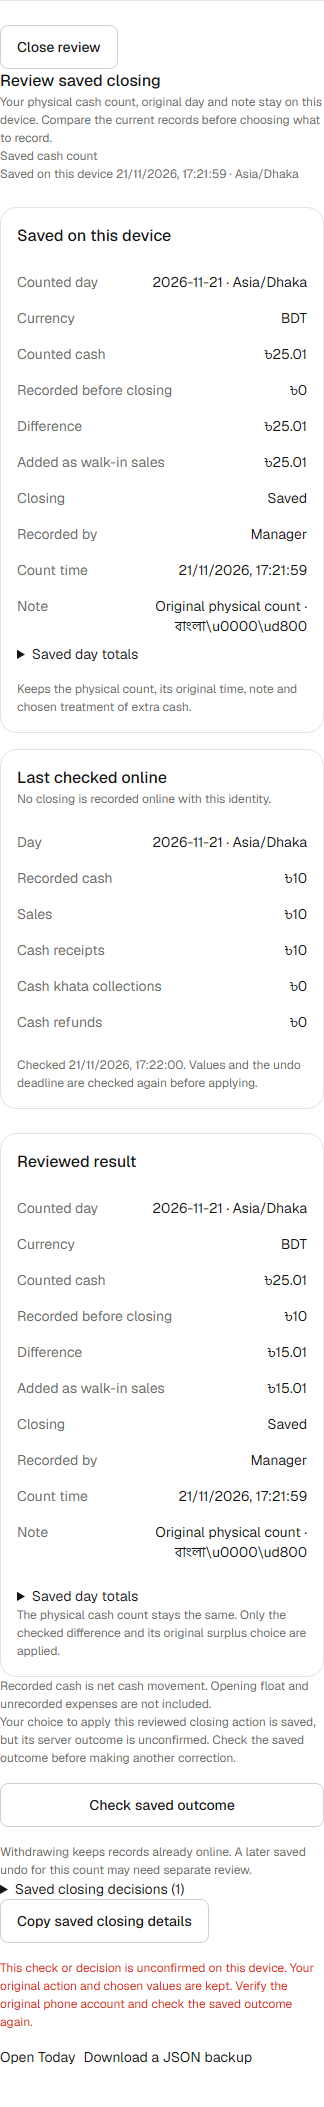 Close review
Review saved closing
Your physical cash count, original day and note stay on this
device. Compare the current records before choosing what
to record.
Saved cash count
Saved on this device 21/11/2026, 17:21:59 · Asia/Dhaka
Saved on this device
Counted day 2026-11-21 · Asia/Dhaka
Currency BDT
Counted cash ৳25.01
Recorded before closing ৳0
Difference ৳25.01
Added as walk-in sales ৳25.01
Closing Saved
Recorded by Manager
Count time 21/11/2026, 17:21:59
Note Original physical count ·
বাংলা\u0000\ud800
▶ Saved day totals
Keeps the physical count, its original time, note and
chosen treatment of extra cash.
Last checked online
No closing is recorded online with this identity.
Day 2026-11-21 · Asia/Dhaka
Recorded cash ৳10
Sales ৳10
Cash receipts ৳10
Cash khata collections ৳0
Cash refunds ৳0
Checked 21/11/2026, 17:22:00. Values and the undo
deadline are checked again before applying.
Reviewed result
Counted day 2026-11-21 · Asia/Dhaka
Currency BDT
Counted cash ৳25.01
Recorded before closing ৳10
Difference ৳15.01
Added as walk-in sales ৳15.01
Closing Saved
Recorded by Manager
Count time 21/11/2026, 17:21:59
Note Original physical count ·
বাংলা\u0000\ud800
▶ Saved day totals
The physical cash count stays the same. Only the
checked difference and its original surplus choice are
applied.
Recorded cash is net cash movement. Opening float and
unrecorded expenses are not included.
Your choice to apply this reviewed closing action is saved,
but its server outcome is unconfirmed. Check the saved
outcome before making another correction.
Check saved outcome
Withdrawing keeps records already online. A later saved
undo for this count may need separate review.
▶ Saved closing decisions (1)
Copy saved closing details
This check or decision is unconfirmed on this device. Your
original action and chosen values are kept. Verify the
original phone account and check the saved outcome
again.
Open Today Download a JSON backup